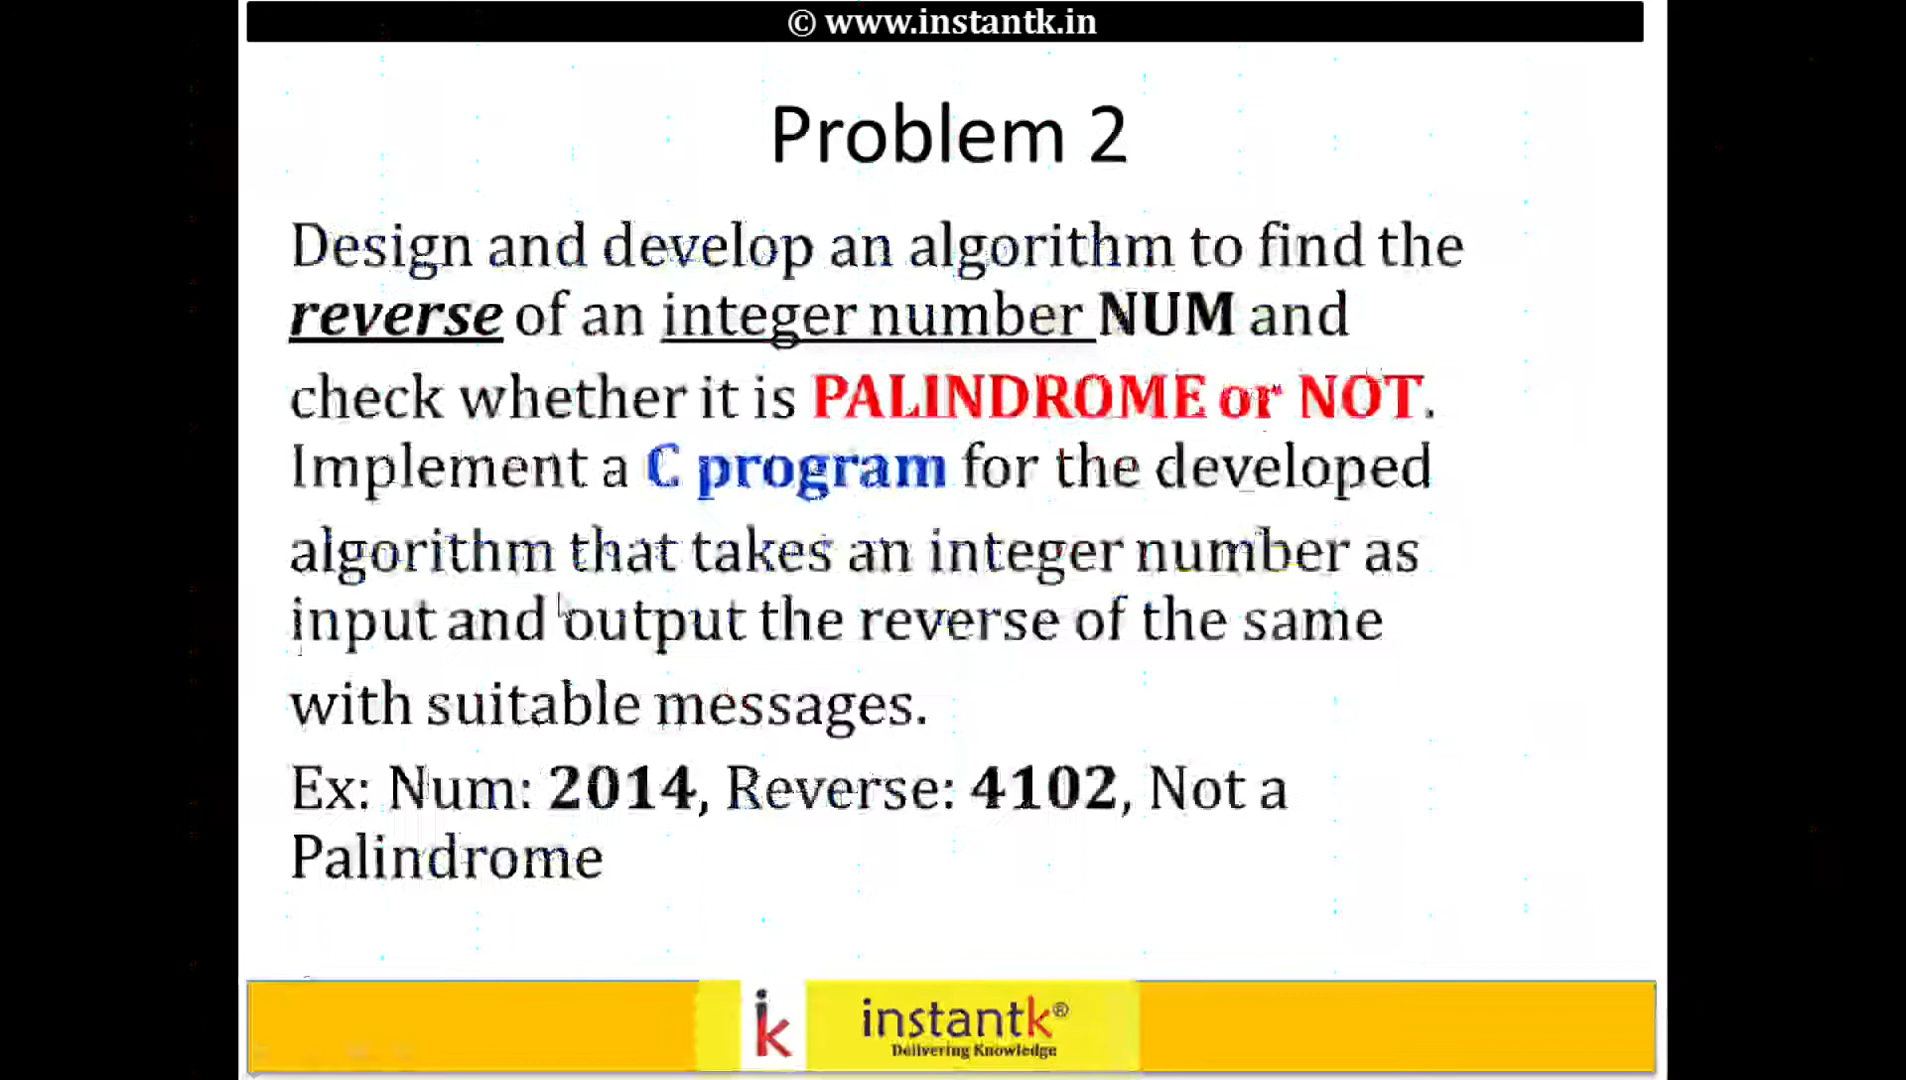 © www.instantk.in
Problem 2
Design and develop an algorithm to find the
reverse of an integer number NUM and
check whether it is PALINDROME or NOT.
Implement a C program for the developed
algorithm that takes an integer number as
input and output the reverse of the same
with suitable messages.
Ex: Num: 2014, Reverse: 4102, Not a
Palindrome
ik instantk®
Delivering Knowledge